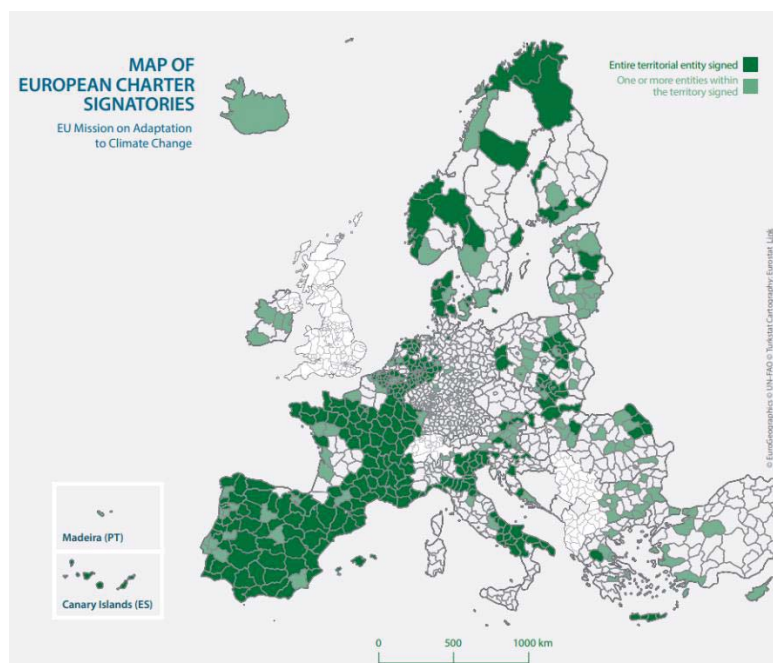 MAP OF
EUROPEAN CHARTER
SIGNATORIES
EU Mission on Adaptation
to Climate Change
Entire territorial entity signed
One or more entities within
the territory signed
© EuroGeographics © UN–FAO © Turkstat Cartography: Eurostat. Link
Madeira (PT)
Canary Islands (ES)
0 500 1000 km